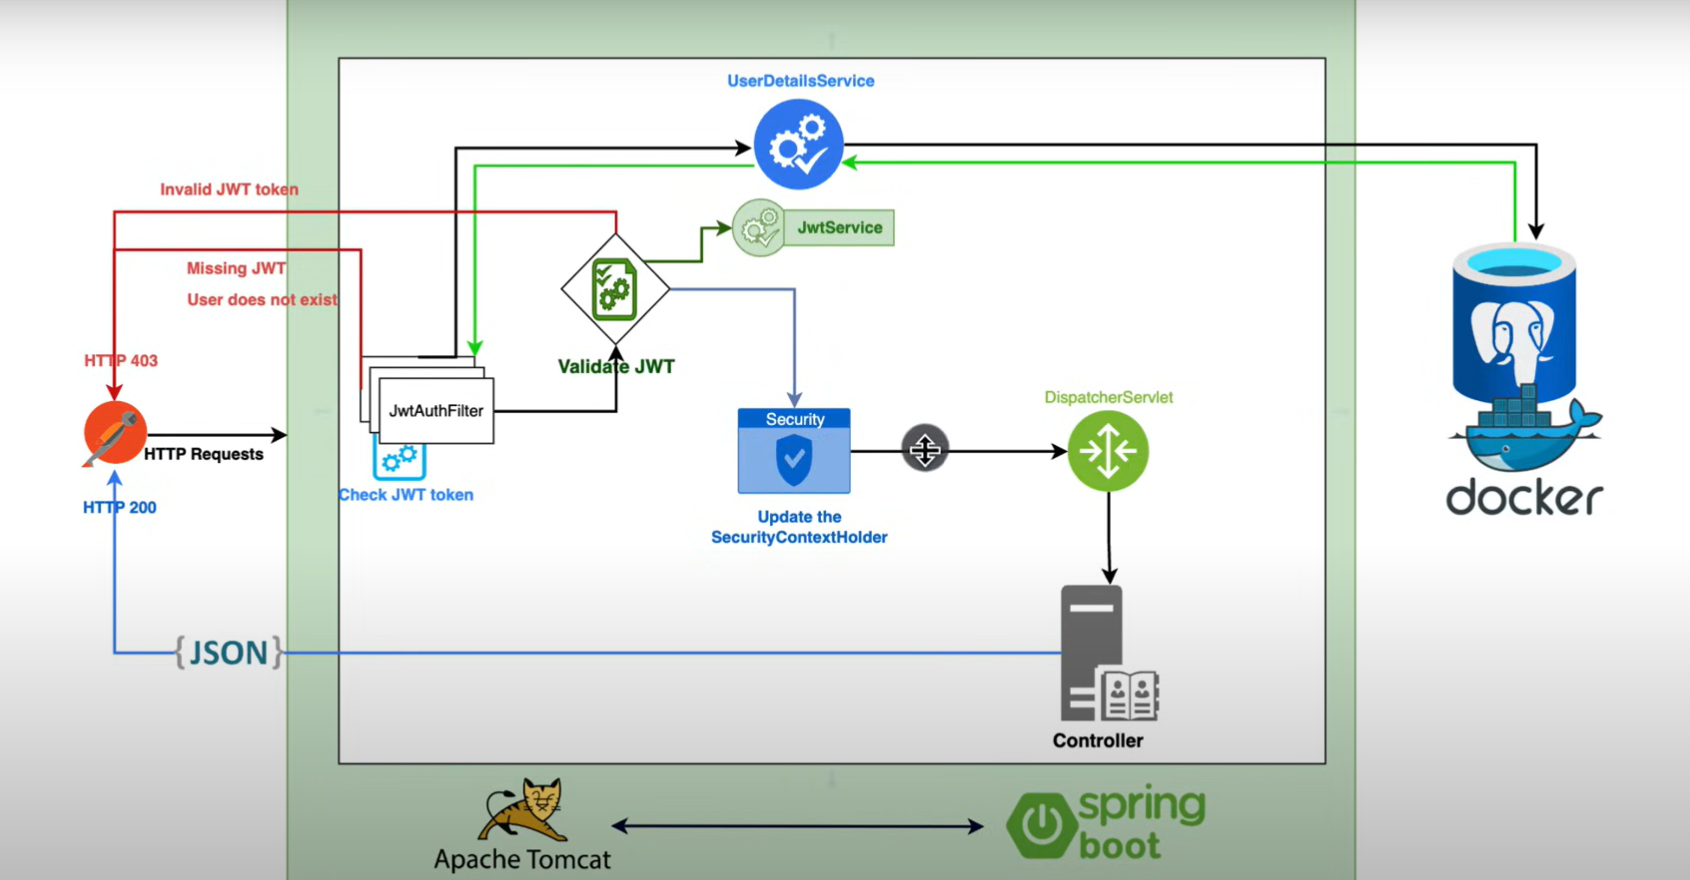 UserDetailsService
Invalid JWT token
JwtService
Missing JWT
User does not exist
HTTP 403
Validate JWT
JwtAuthFilter
HTTP Requests
Check JWT token
HTTP 200
Security
Update the
SecurityContextHolder
DispatcherServlet
docker
{JSON}
Controller
Apache Tomcat
spring
boot